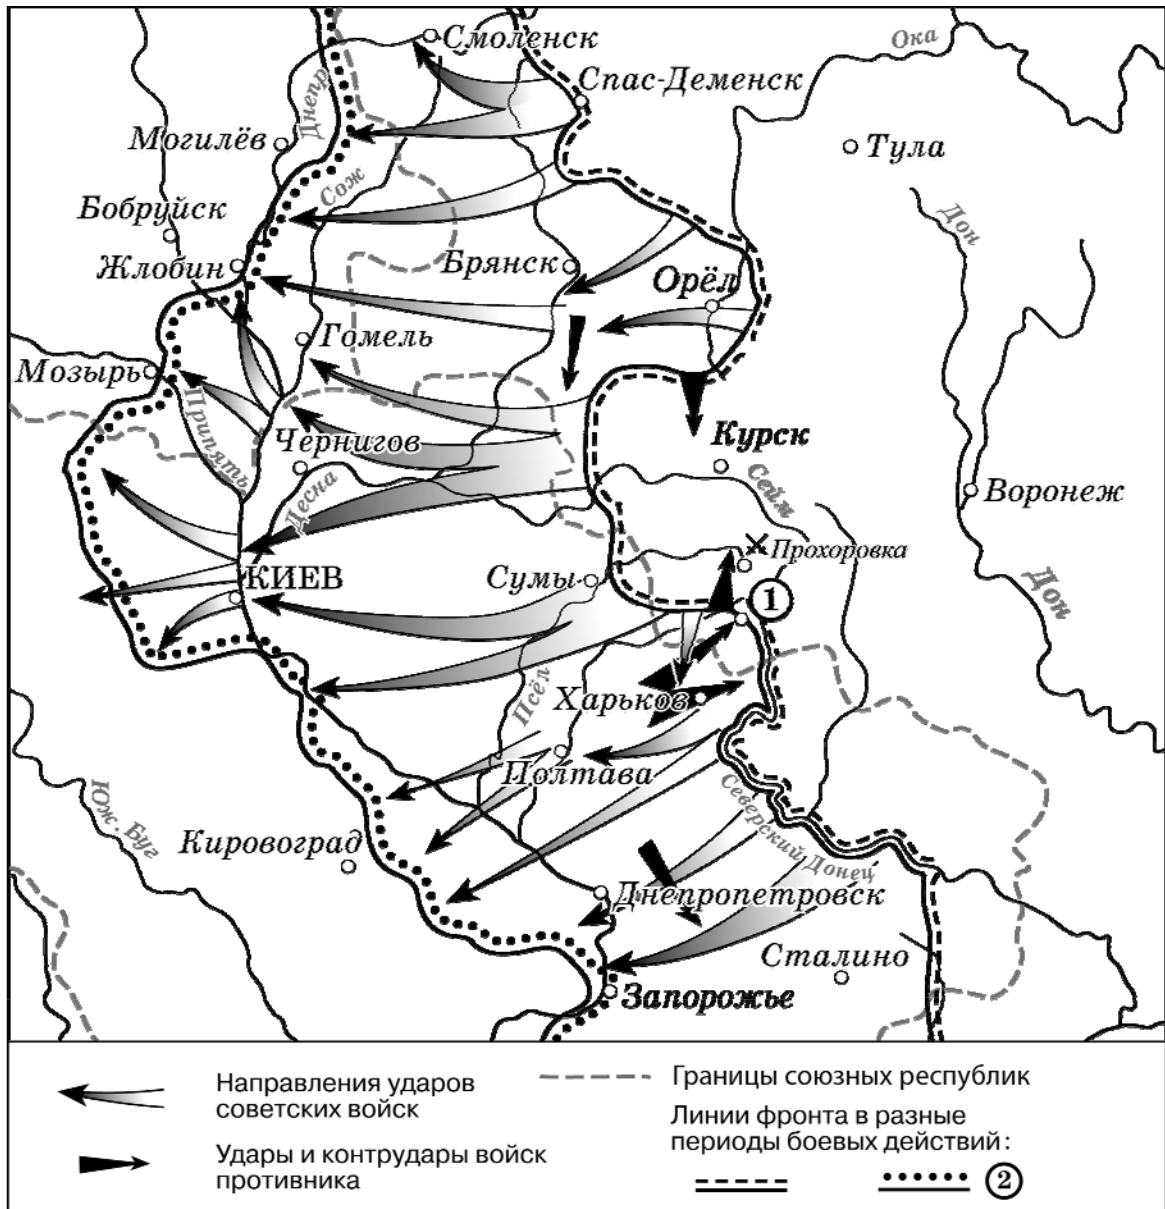 Смоленск
Ока
Спас-Деменск
Днепр
Могилёв
Тула
Сож
Бобруйск
Дон
Жлобин
Брянск
Орёл
Гомель
Мозырь
Припять
Чернигов
Курск
Сейм
Десна
Воронеж
Прохоровка
КИЕВ
Сумы
1
Дон
Псёл
Харьков
Полтава
Юж. Буг
Северский Донец
Кировоград
Днепропетровск
Сталино
Запорожье
Направления ударов
советских войск
Удары и контрудары войск
противника
Границы союзных республик
Линии фронта в разные
периоды боевых действий:
2